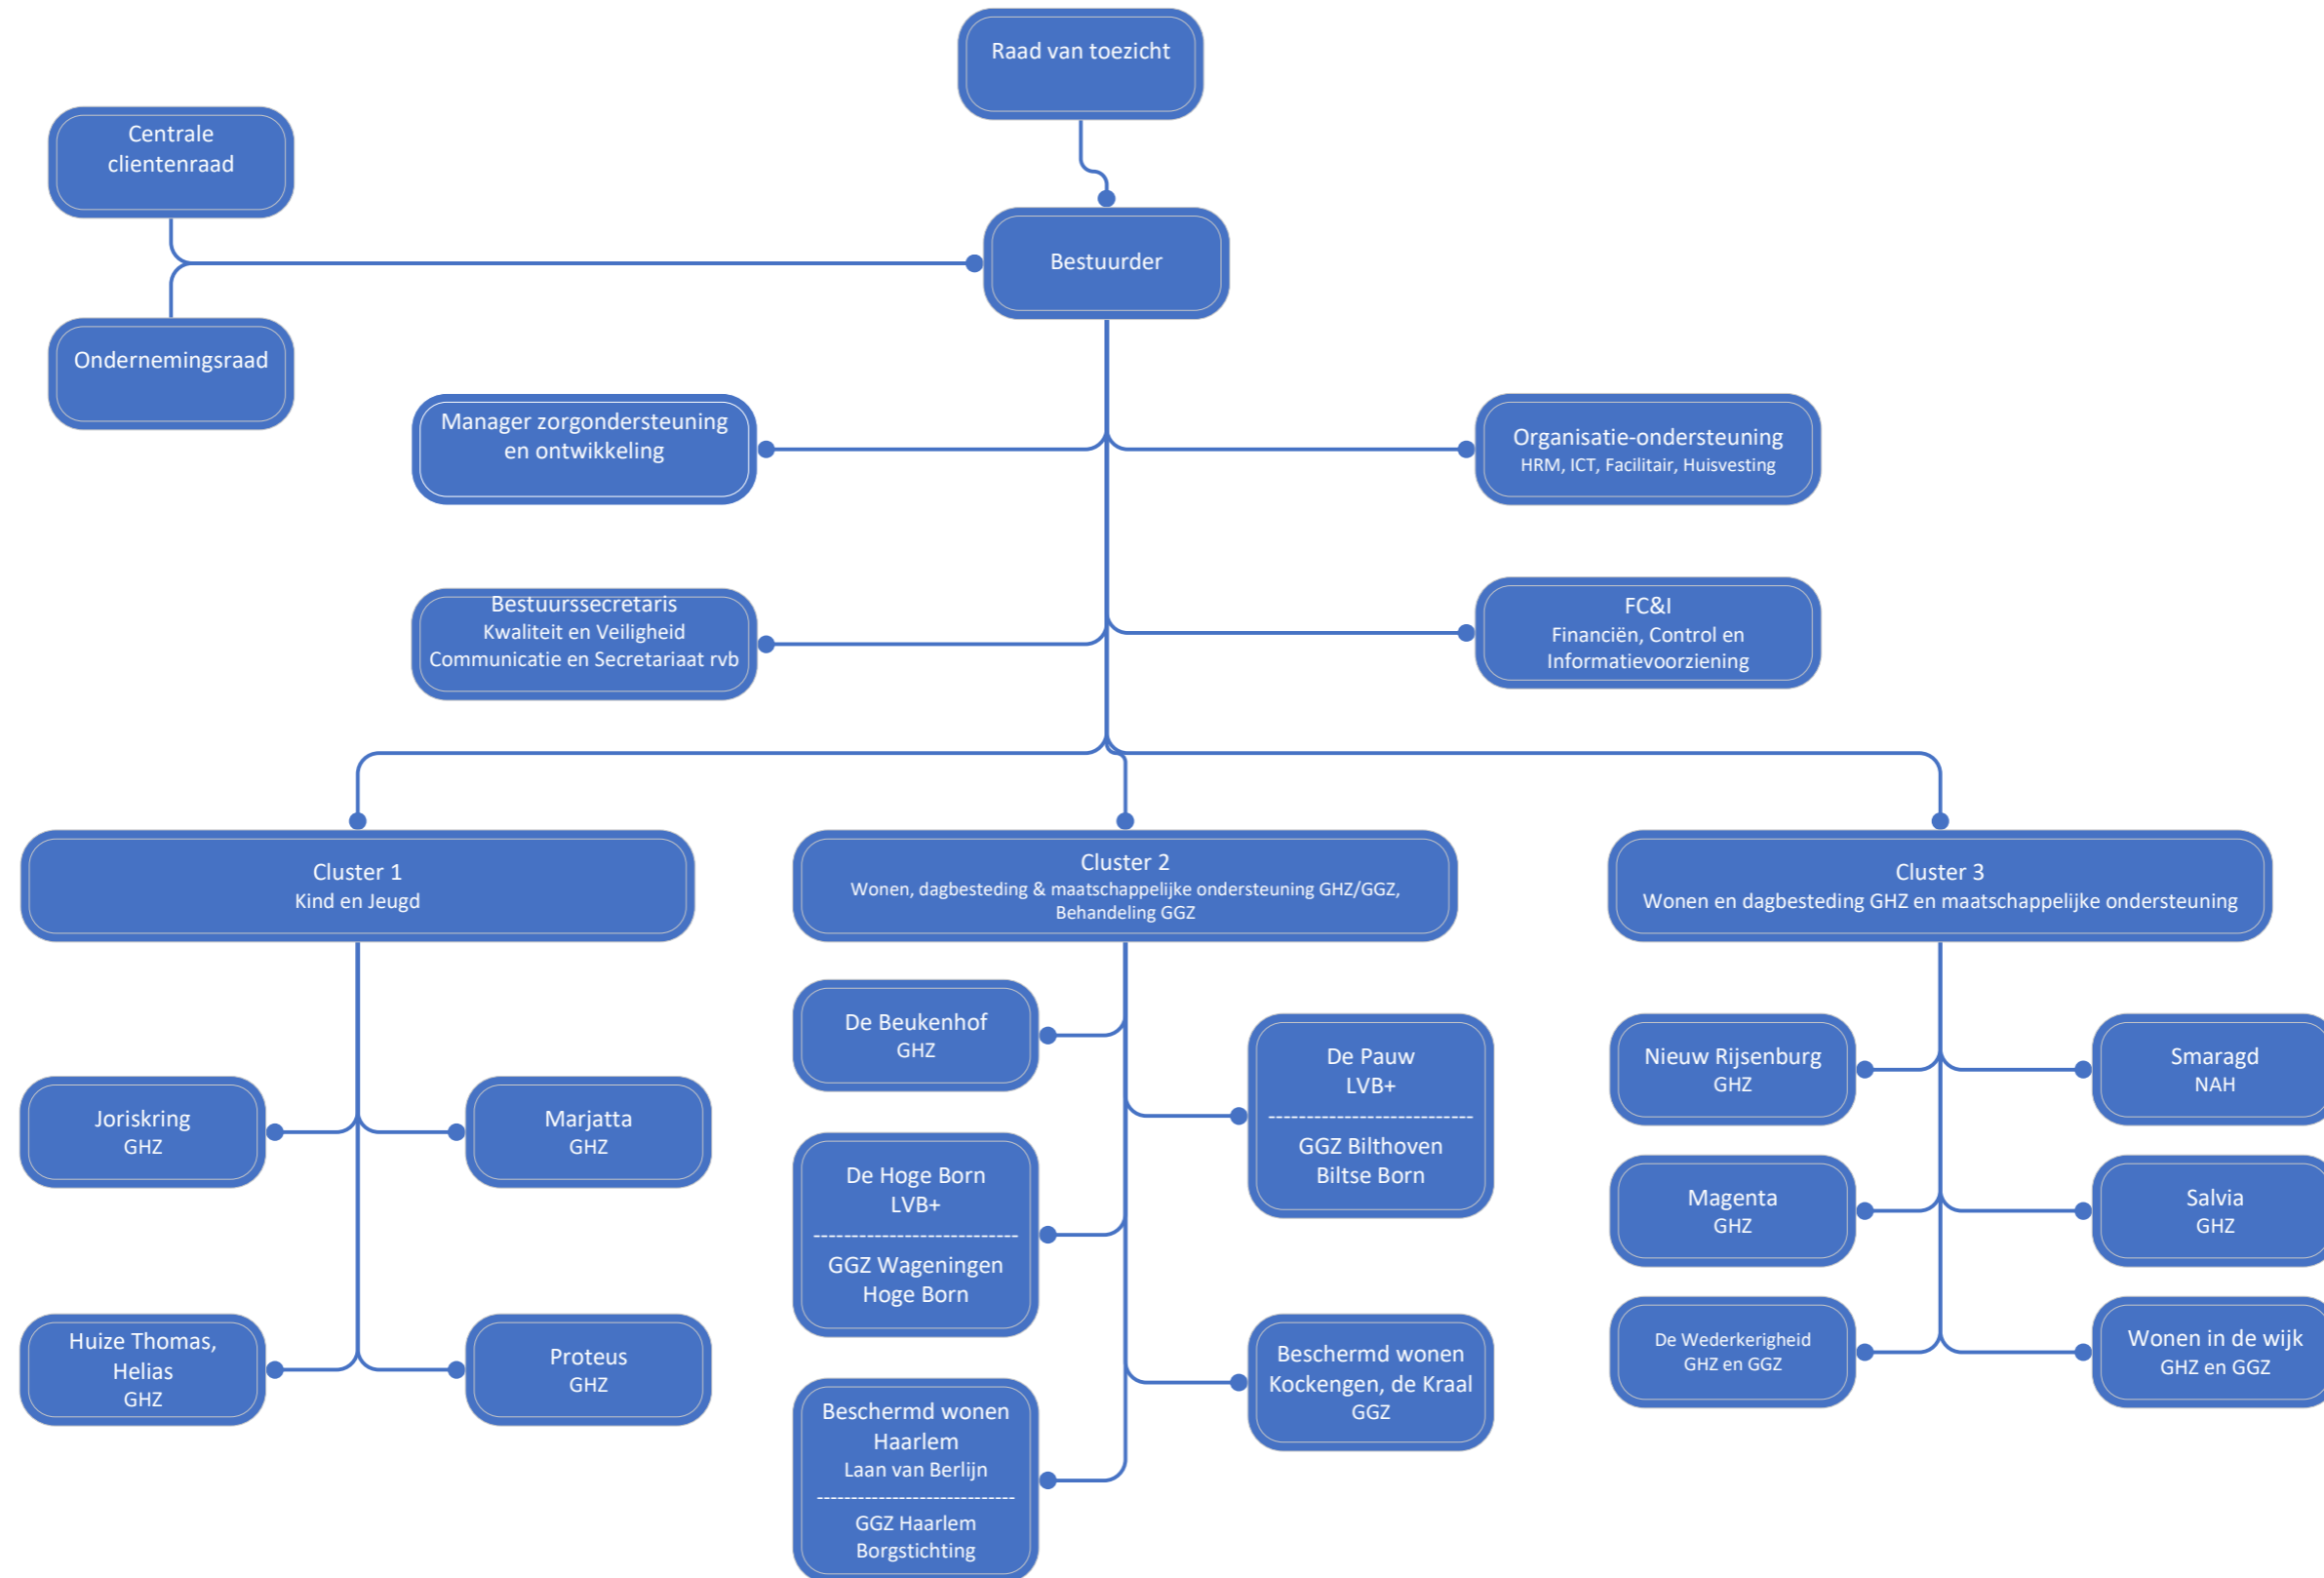 Raad van toezicht
Centrale
clientenraad
Bestuurder
Ondernemingsraad
Manager zorgondersteuning
en ontwikkeling
Organisatie-ondersteuning
HRM, ICT, Facilitair, Huisvesting
Bestuurssecretaris
Kwaliteit en Veiligheid
Communicatie en Secretariaat rvb
FC&I
Financiën, Control en
Informatievoorziening
Cluster 1
Kind en Jeugd
Cluster 2
Wonen, dagbesteding & maatschappelijke ondersteuning GHZ/GGZ,
Behandeling GGZ
Cluster 3
Wonen en dagbesteding GHZ en maatschappelijke ondersteuning
Joriskring
GHZ
Marjatta
GHZ
Huize Thomas,
Helias
GHZ
Proteus
GHZ
De Beukenhof
GHZ
De Pauw
LVB+
---------------------------
GGZ Bilthoven
Biltse Born
De Hoge Born
LVB+
---------------------------
GGZ Wageningen
Hoge Born
Beschermd wonen
Kockengen, de Kraal
GGZ
Beschermd wonen
Haarlem
Laan van Berlijn
-----------------------------
GGZ Haarlem
Borgstichting
Nieuw Rijsenburg
GHZ
Smaragd
NAH
Magenta
GHZ
Salvia
GHZ
De Wederkerigheid
GHZ en GGZ
Wonen in de wijk
GHZ en GGZ